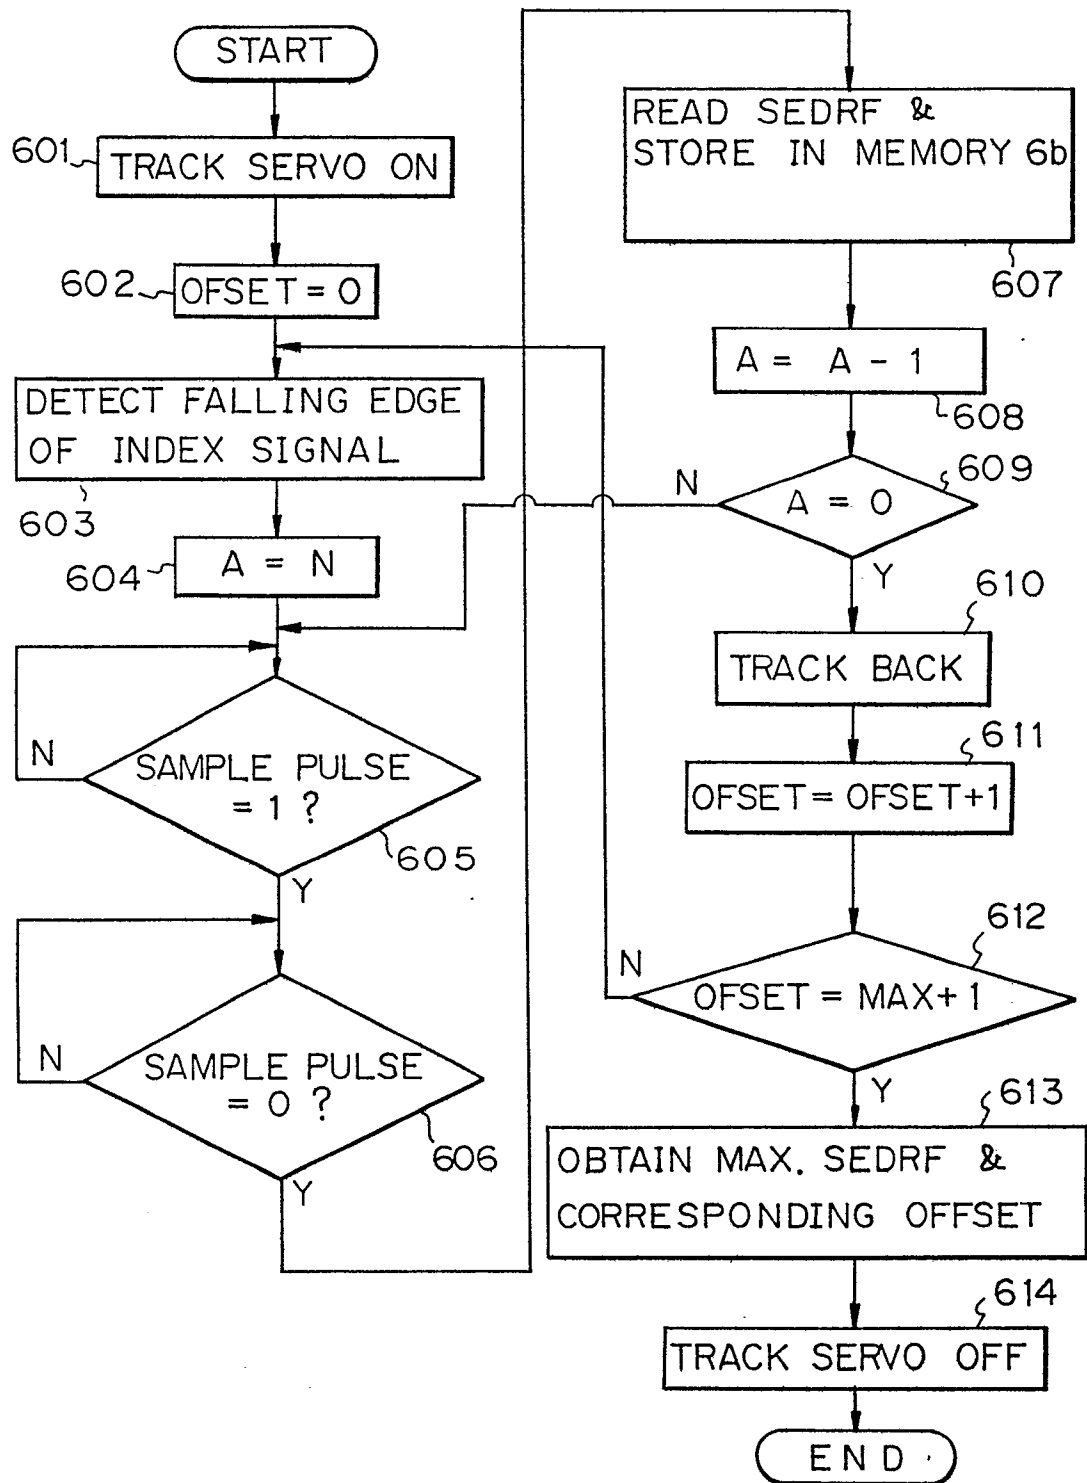 START
601
TRACK SERVO ON
602
OFSET = 0
DETECT FALLING EDGE
OF INDEX SIGNAL
603
604
A = N
N
SAMPLE PULSE
= 1 ?
605
Y
N
SAMPLE PULSE
= 0 ?
606
Y
READ SEDRF &
STORE IN MEMORY 6b
607
A = A - 1
608
609
N
A = 0
Y
610
TRACK BACK
611
OFSET = OFSET+1
612
N
OFSET = MAX+1
Y
613
OBTAIN MAX. SEDRF &
CORRESPONDING OFFSET
614
TRACK SERVO OFF
END